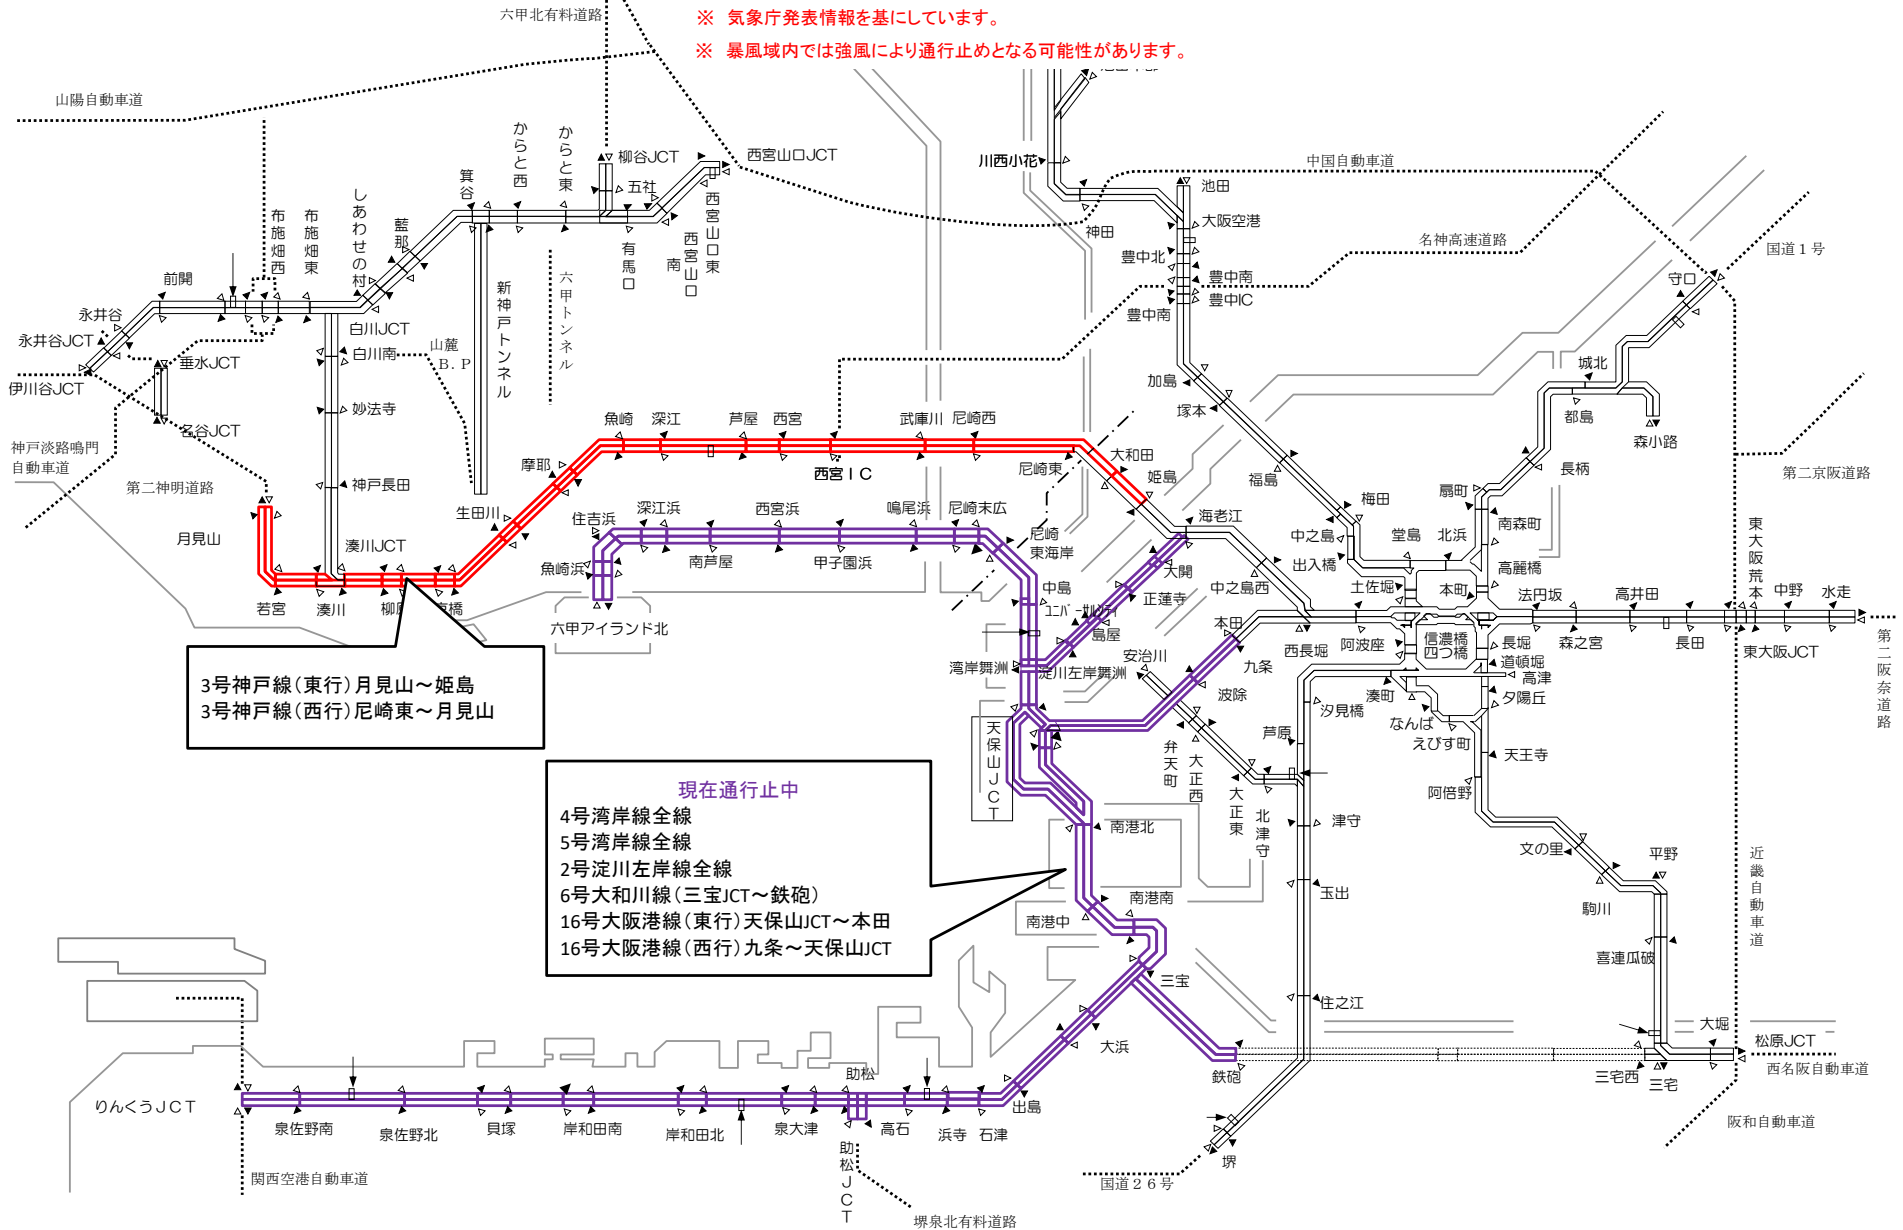 六甲北有料道路
※ 気象庁発表情報を基にしています。
※ 暴風域内では強風により通行止めとなる可能性があります。
山陽自動車道
からと西
からと東
柳谷JCT
西宮山口JCT
箕谷
五社
西宮山口東
西宮山口南
有馬口
しあわせの村
藍那
布施畑西
布施畑東
前開
永井谷
永井谷JCT
伊川谷JCT
垂水JCT
名谷JCT
白川JCT
白川南
山麓
B.P
新神戸トンネル
六甲トンネル
妙法寺
神戸長田
神戸淡路鳴門
自動車道
第二神明道路
月見山
若宮
湊川
湊川JCT
生田川
摩耶
魚崎
深江
芦屋
西宮
西宮IC
武庫川
尼崎西
尼崎東
大和田
姫島
海老江
住吉浜
魚崎浜
六甲アイランド北
深江浜
南芦屋
西宮浜
甲子園浜
鳴尾浜
尼崎末広
尼崎
東海岸
中島
ユニバーサルシティ
大開
正蓮寺
島屋
淀川左岸舞洲
湾岸舞洲
川西小花
神田
池田
大阪空港
豊中北
豊中南
豊中IC
豊中南
中国自動車道
名神高速道路
国道1号
守口
城北
都島
森小路
長柄
扇町
南森町
北浜
高麗橋
第二京阪道路
加島
塚本
福島
梅田
中之島
堂島
出入橋
土佐堀
本町
中之島西
東大阪荒本
法円坂
高井田
中野
水走
森之宮
長田
東大阪JCT
第二阪奈道路
本田
九条
西長堀
阿波座
信濃橋
四つ橋
長堀
道頓堀
高津
夕陽丘
湊町
なんば
えびす町
天王寺
阿倍野
安治川
波除
弁天町
大正西
大正東
芦原
汐見橋
北津守
津守
玉出
住之江
文の里
平野
駒川
喜連瓜破
近畿自動車道
大堀
松原JCT
西名阪自動車道
三宅西
三宅
阪和自動車道
3号神戸線(東行)月見山～姫島
3号神戸線(西行)尼崎東～月見山
天保山JCT
現在通行止中
4号湾岸線全線
5号湾岸線全線
2号淀川左岸線全線
6号大和川線(三宝JCT～鉄砲)
16号大阪港線(東行)天保山JCT～本田
16号大阪港線(西行)九条～天保山JCT
南港北
南港南
南港中
三宝
大浜
鉄砲
出島
堺
国道26号
りんくうJCT
泉佐野南
泉佐野北
貝塚
岸和田南
岸和田北
泉大津
助松
高石
浜寺
石津
助松JCT
関西空港自動車道
堺泉北有料道路